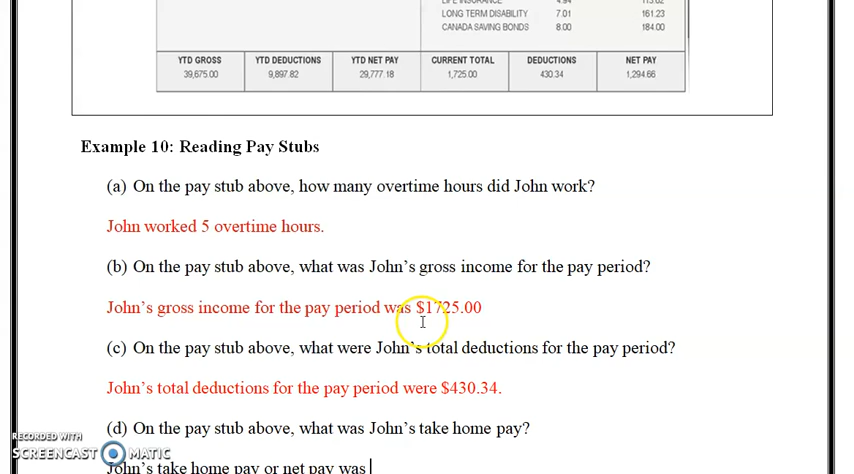 LIFE INSURANCE 4.94 113.62
LONG TERM DISABILITY 7.01 161.23
CANADA SAVING BONDS 8.00 184.00
YTD GROSS YTD DEDUCTIONS YTD NET PAY CURRENT TOTAL DEDUCTIONS NET PAY
39,675.00 9,897.82 29,777.18 1,725.00 430.34 1,294.66
Example 10: Reading Pay Stubs
(a) On the pay stub above, how many overtime hours did John work?
John worked 5 overtime hours.
(b) On the pay stub above, what was John’s gross income for the pay period?
John’s gross income for the pay period was $1725.00
(c) On the pay stub above, what were John’s total deductions for the pay period?
John’s total deductions for the pay period were $430.34.
(d) On the pay stub above, what was John’s take home pay?
John’s take home pay or net pay was
RECORDED WITH
SCREENCAST MATIC